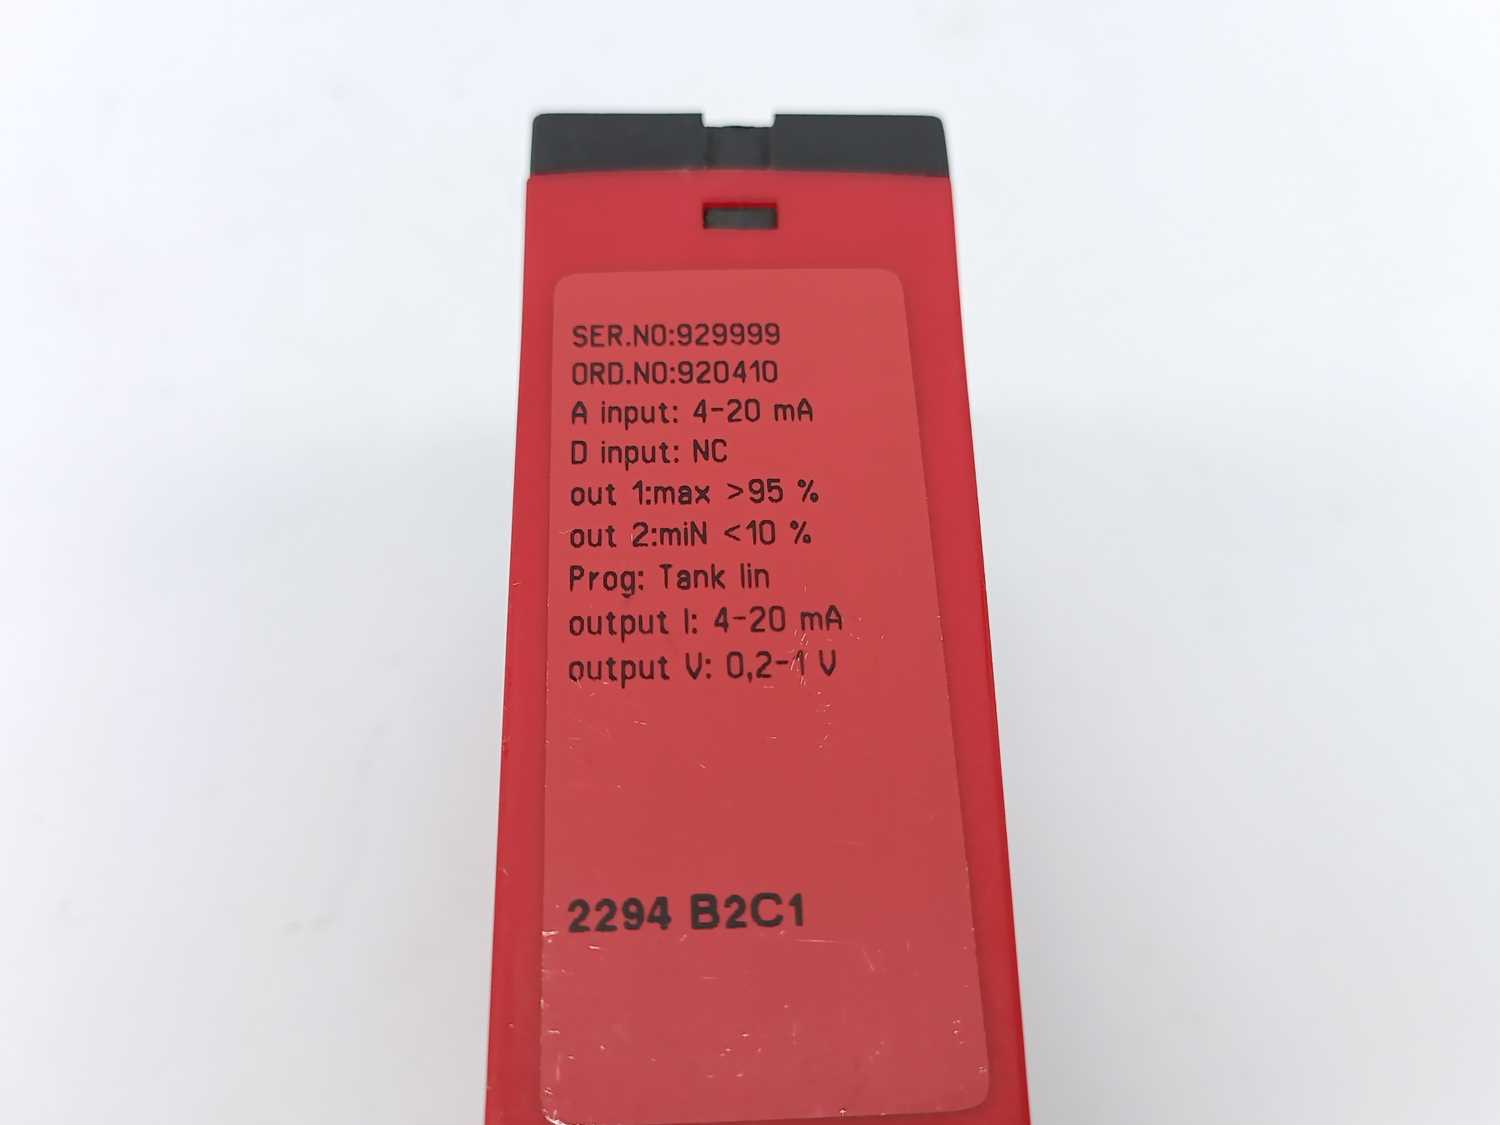 SER.NO:929999
ORD.NO:920410
A input: 4-20 mA
D input: NC
out 1:max >95 %
out 2:miN <10 %
Prog: Tank lin
output I: 4-20 mA
output V: 0,2-1 V
2294 B2C1